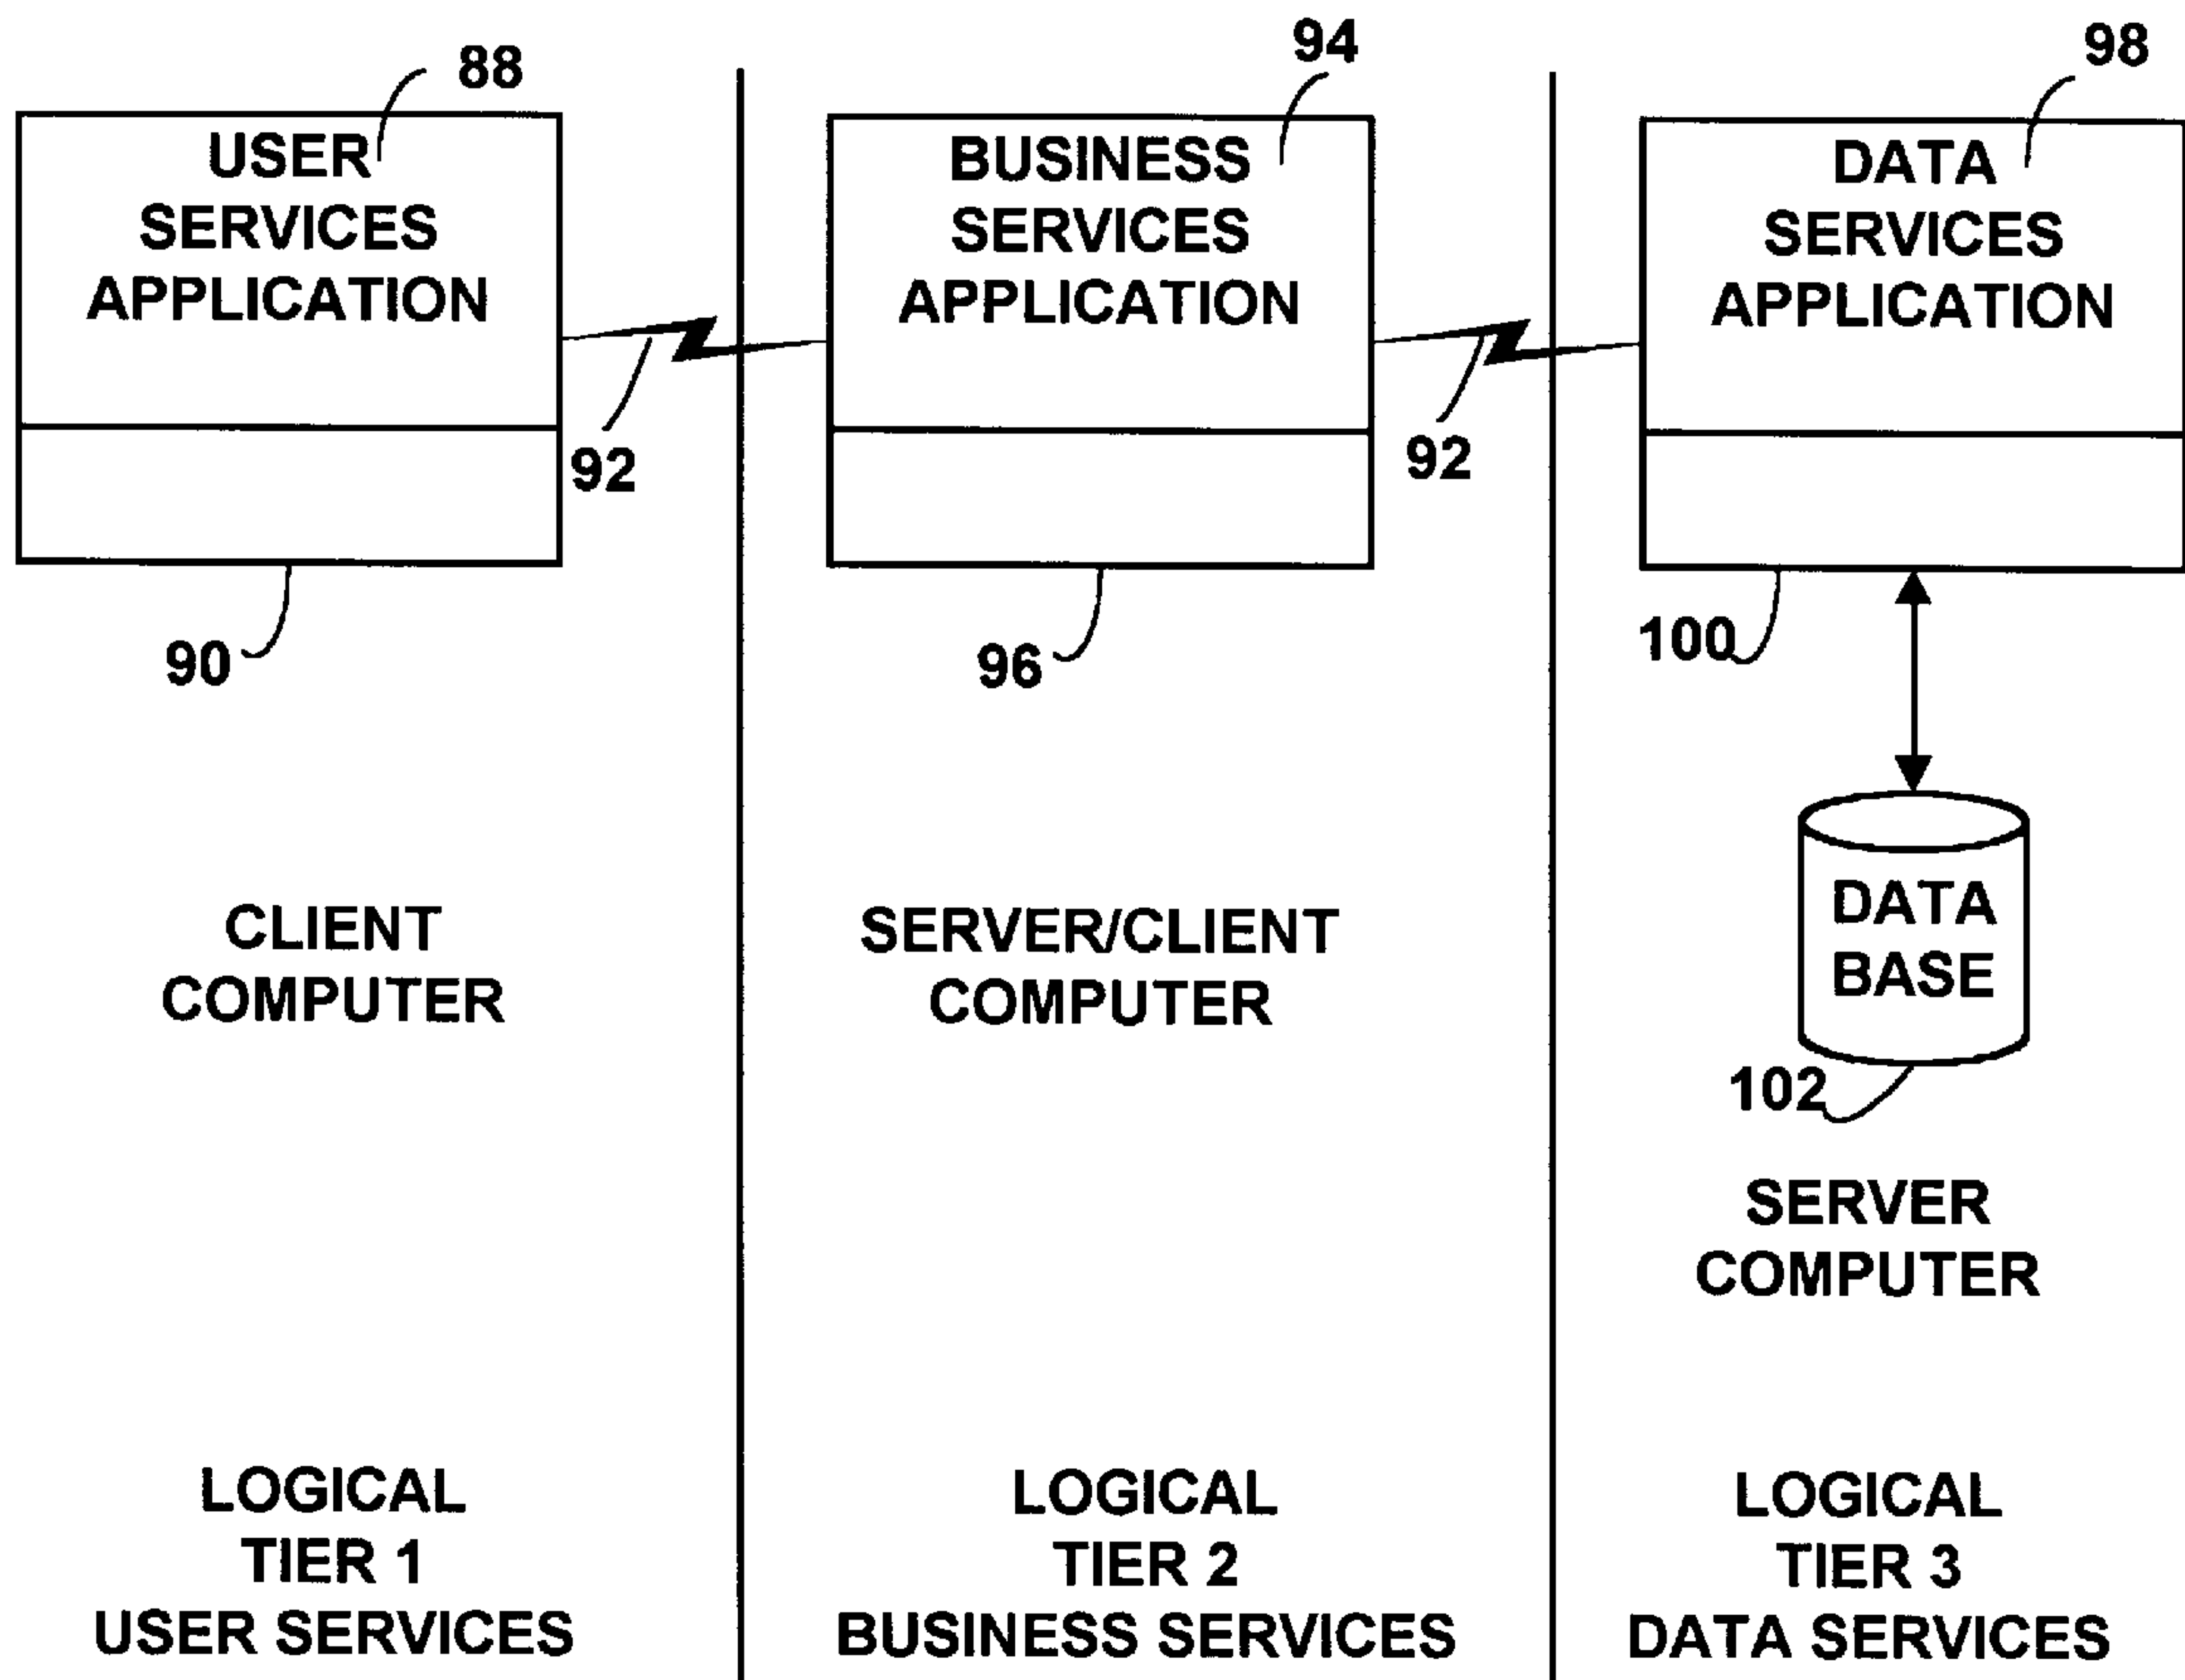 88
USER
SERVICES
APPLICATION
92
90
CLIENT
COMPUTER
LOGICAL
TIER 1
USER SERVICES
94
BUSINESS
SERVICES
APPLICATION
92
96
SERVER/CLIENT
COMPUTER
LOGICAL
TIER 2
BUSINESS SERVICES
98
DATA
SERVICES
APPLICATION
100
DATA
BASE
102
SERVER
COMPUTER
LOGICAL
TIER 3
DATA SERVICES